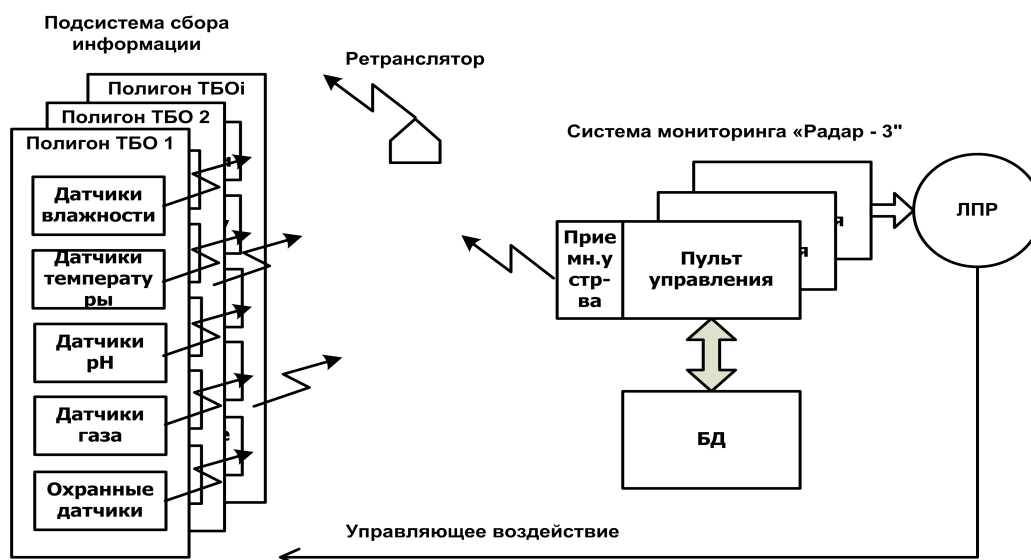 Подсистема сбора
информации
Ретранслятор
Полигон ТБОi
Полигон ТБО 2
Полигон ТБО 1
Датчики
влажности
Датчики
температу
ры
Датчики
pH
Датчики
газа
Охранные
датчики
Система мониторинга «Радар - 3"
Прие
мн.у
стр-
ва
Пульт
управления
ЛПР
БД
Управляющее воздействие